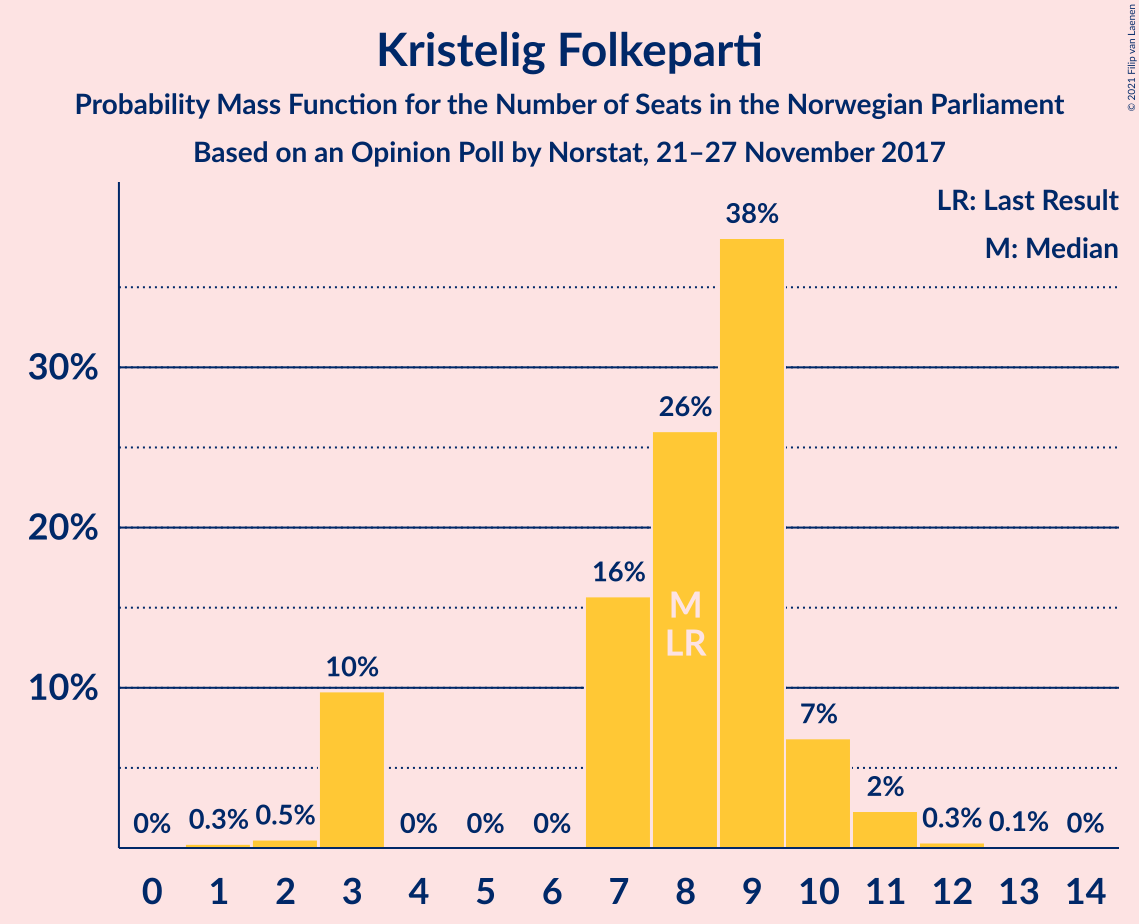 Kristelig Folkeparti
Probability Mass Function for the Number of Seats in the Norwegian Parliament
Based on an Opinion Poll by Norstat, 21–27 November 2017
© 2021 Filip van Laenen
LR: Last Result
M: Median
38%
30%
26%
20%
16%
M
LR
10%
10%
7%
2%
0%
0.3%
0.5%
0%
0%
0%
0.3%
0.1%
0%
0 1 2 3 4 5 6 7 8 9 10 11 12 13 14